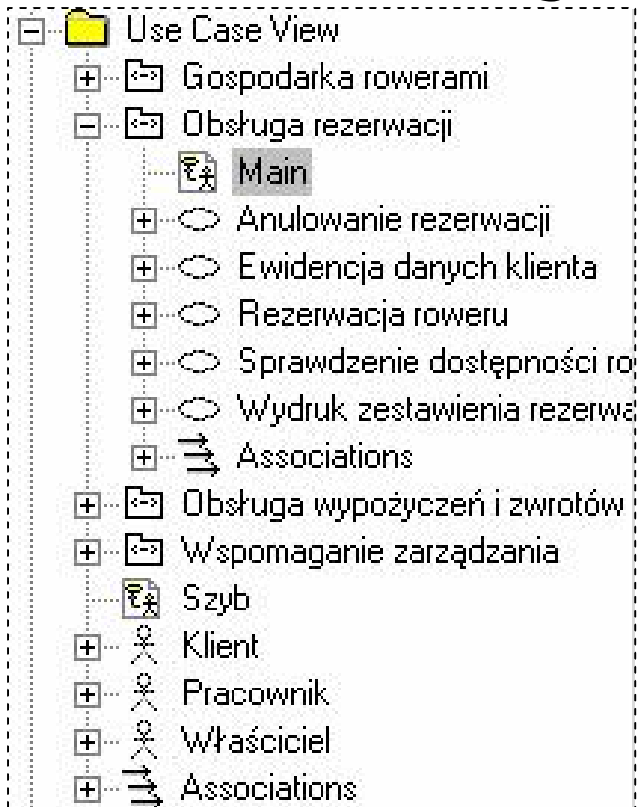 Use Case View
Gospodarka rowerami
Obsługa rezerwacji
Main
Anulowanie rezerwacji
Ewidencja danych klienta
Rezerwacja roweru
Sprawdzenie dostępności ro
Wydruk zestawienia rezerwa
Associations
Obsługa wypożyczeń i zwrotów
Wspomaganie zarządzania
Szyb
Klient
Pracownik
Właściciel
Associations